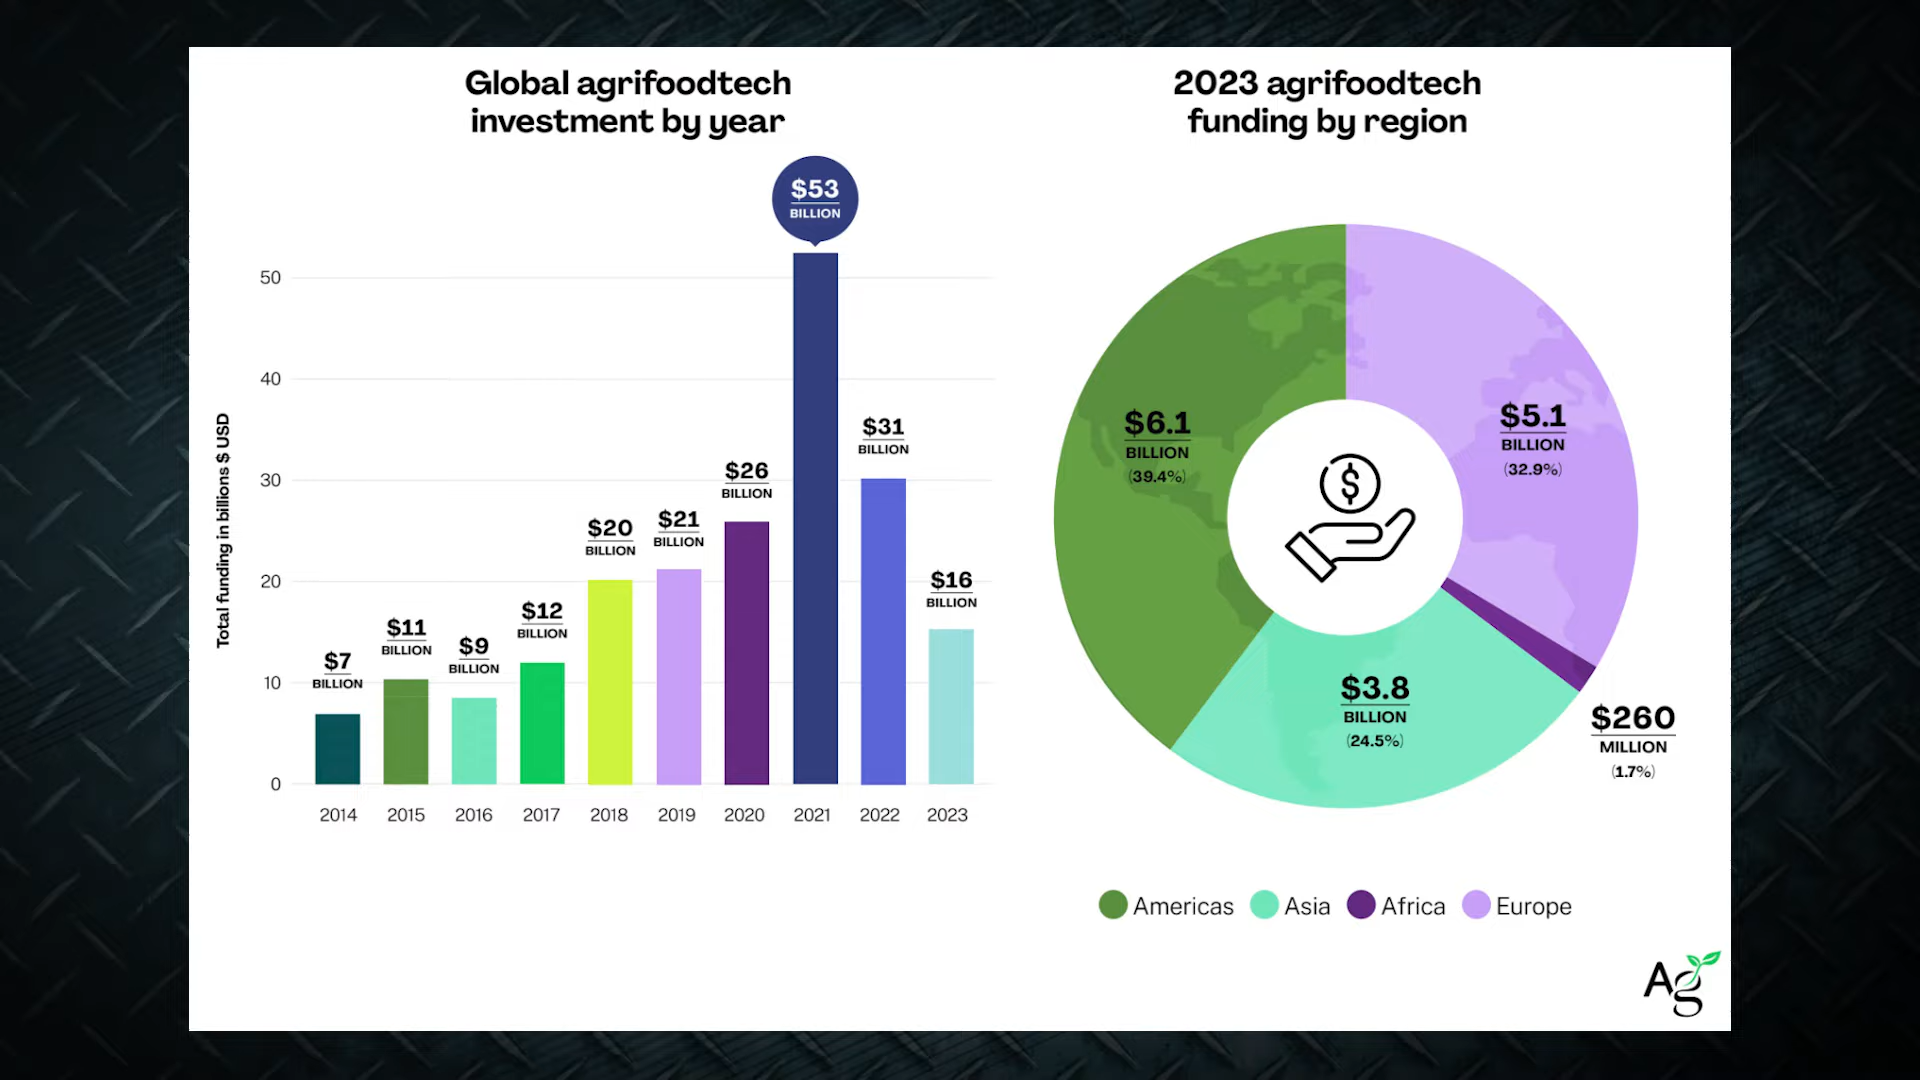 Global agrifoodtech
investment by year
Total funding in billions $ USD
50
40
30
20
10
0
$7
BILLION
$11
BILLION
$9
BILLION
$12
BILLION
$20
BILLION
$21
BILLION
$26
BILLION
$53
BILLION
$31
BILLION
$16
BILLION
2014 2015 2016 2017 2018 2019 2020 2021 2022 2023
2023 agrifoodtech
funding by region
$6.1
BILLION
(39.4%)
$5.1
BILLION
(32.9%)
$
$3.8
BILLION
(24.5%)
$260
MILLION
(1.7%)
Americas Asia Africa Europe
Ag